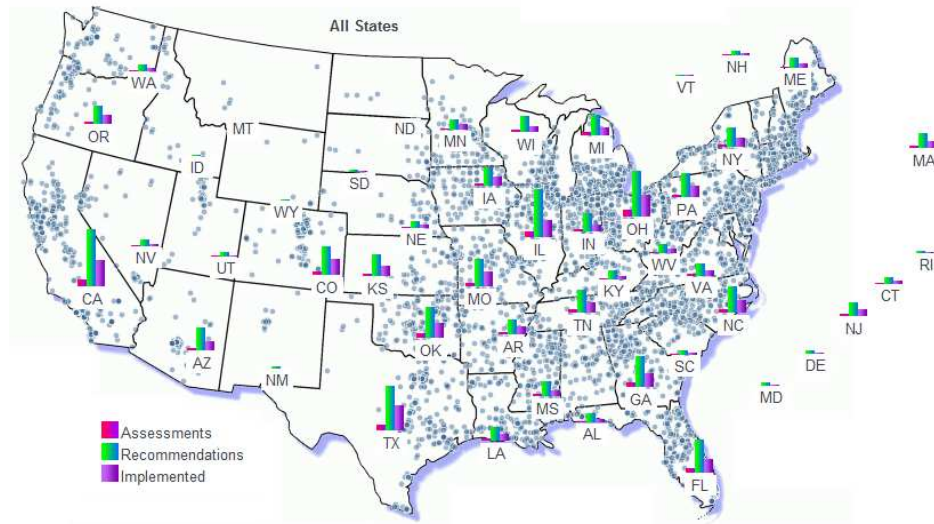 All States
NH
ME
VT
WA
OR
MT
ND
MN
WI
MI
NY
MA
ID
SD
IA
WY
NE
IL
IN
OH
PA
NV
UT
CO
KS
MO
KY
WV
VA
RI
CA
CT
AZ
NM
OK
AR
TN
NC
NJ
SC
DE
MS
GA
MD
TX
LA
AL
FL
Assessments
Recommendations
Implemented